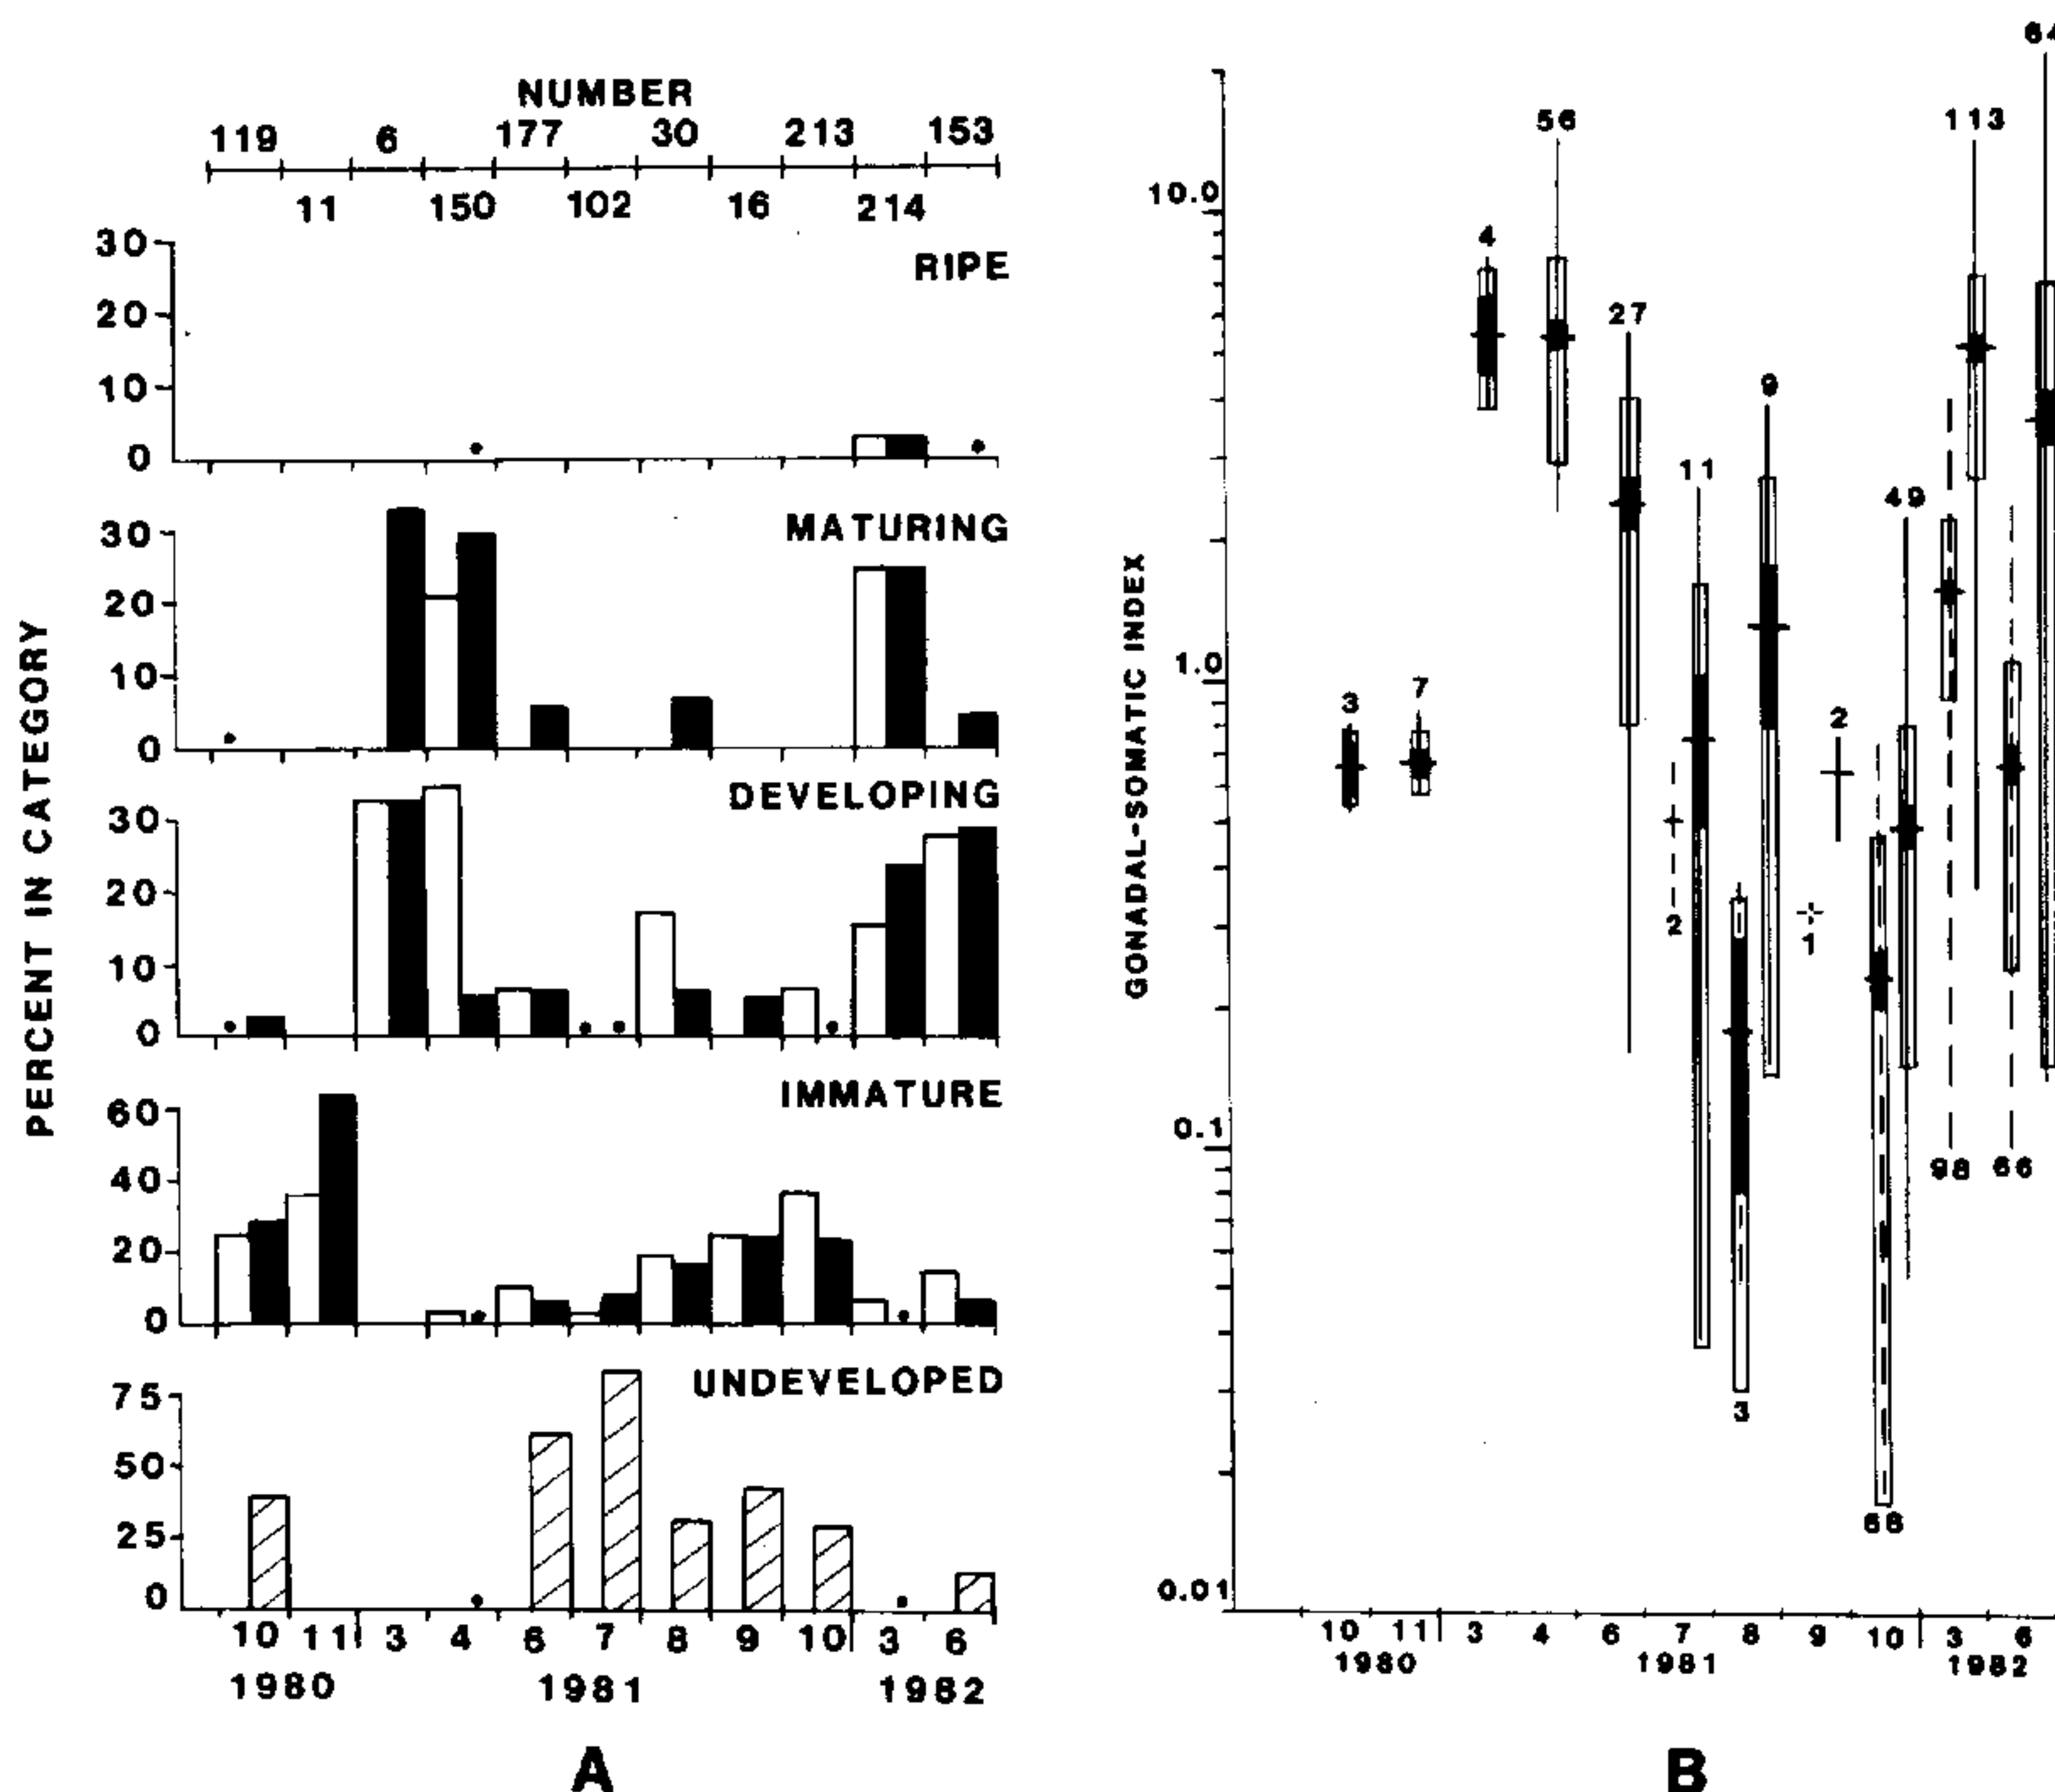 NUMBER
119 6 177 30 213 153
11 150 102 16 214
30
20
10
0
RIPE
30
20
10
0
MATURING
30
20
10
0
DEVELOPING
60
40
20
0
IMMATURE
75
50
25
0
UNDEVELOPED
PERCENT IN CATEGORY
10 11 3 4 6 7 8 9 10 3 6
1980 1981 1982
A
GONADAL-SOMATIC INDEX
10.0
1.0
0.1
0.01
64
56
113
4
27
9
11
49
3
7
2
2
1
98
66
3
68
10 11 3 4 6 7 8 9 10 3 6
1980 1981 1982
B